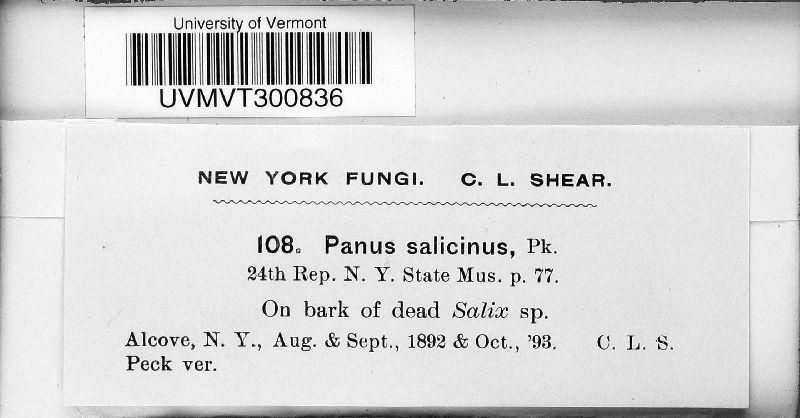 University of Vermont
UVMVT300836
NEW YORK FUNGI. C. L. SHEAR.
108. Panus salicinus, Pk.
24th Rep. N. Y. State Mus. p. 77.
On bark of dead Salix sp.
Alcove, N. Y., Aug. & Sept., 1892 & Oct., '93. C. L. S.
Peck ver.